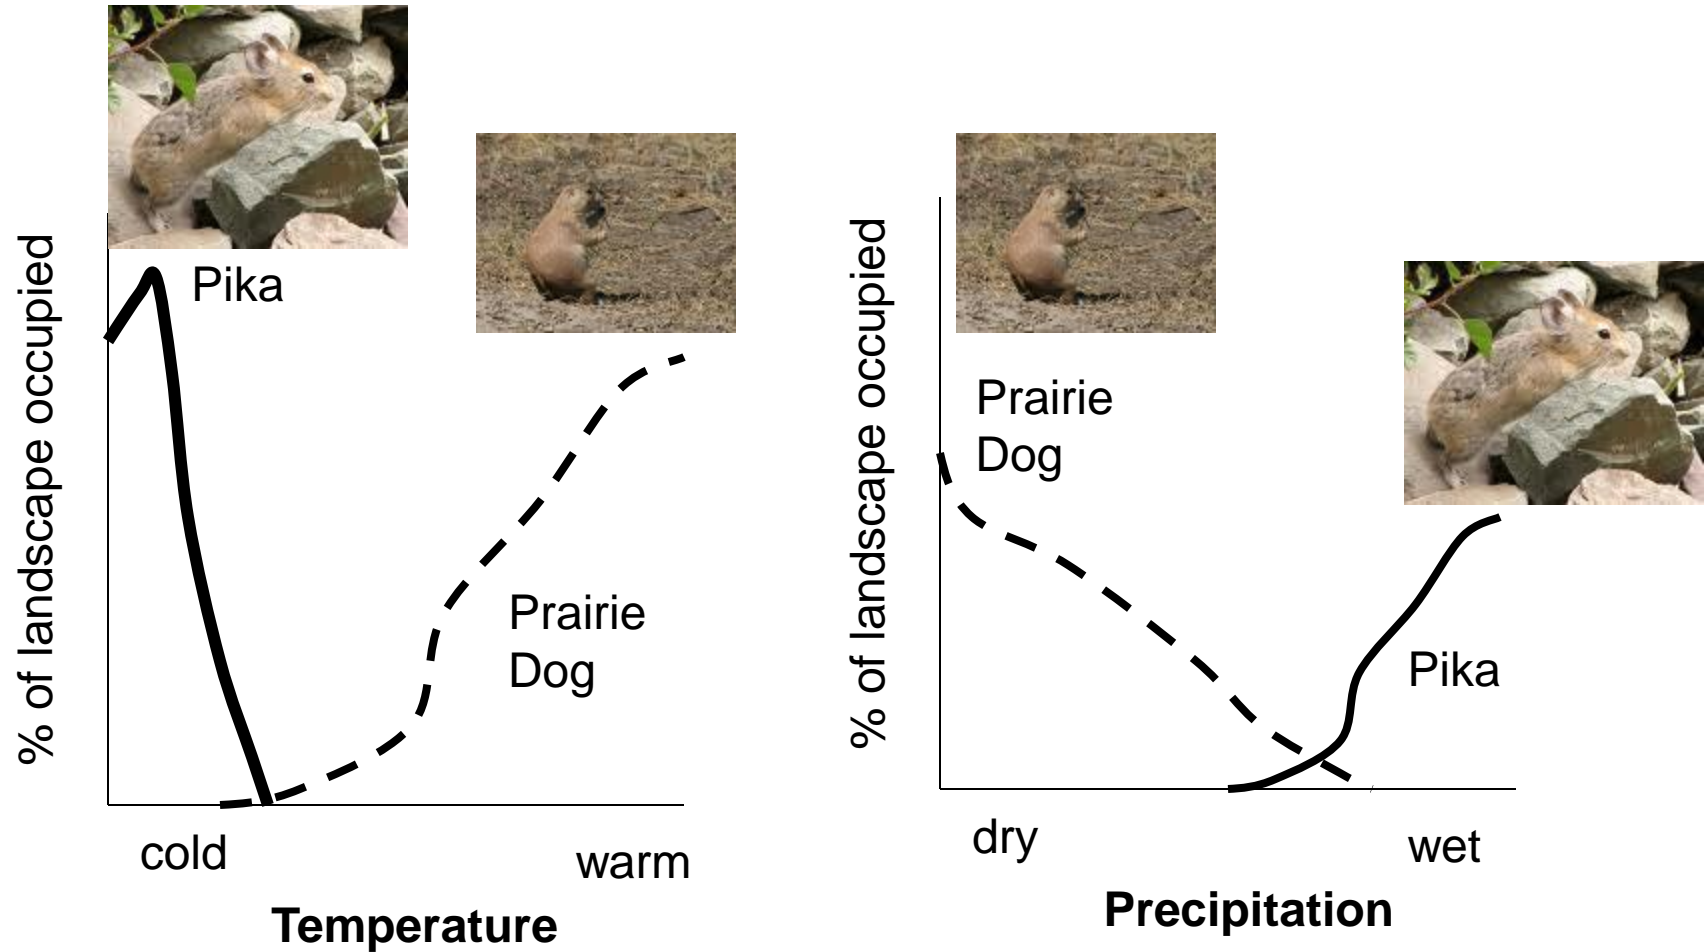 % of landscape occupied
Pika
Prairie
Dog
cold
warm
Temperature
% of landscape occupied
Prairie
Dog
Pika
dry
wet
Precipitation